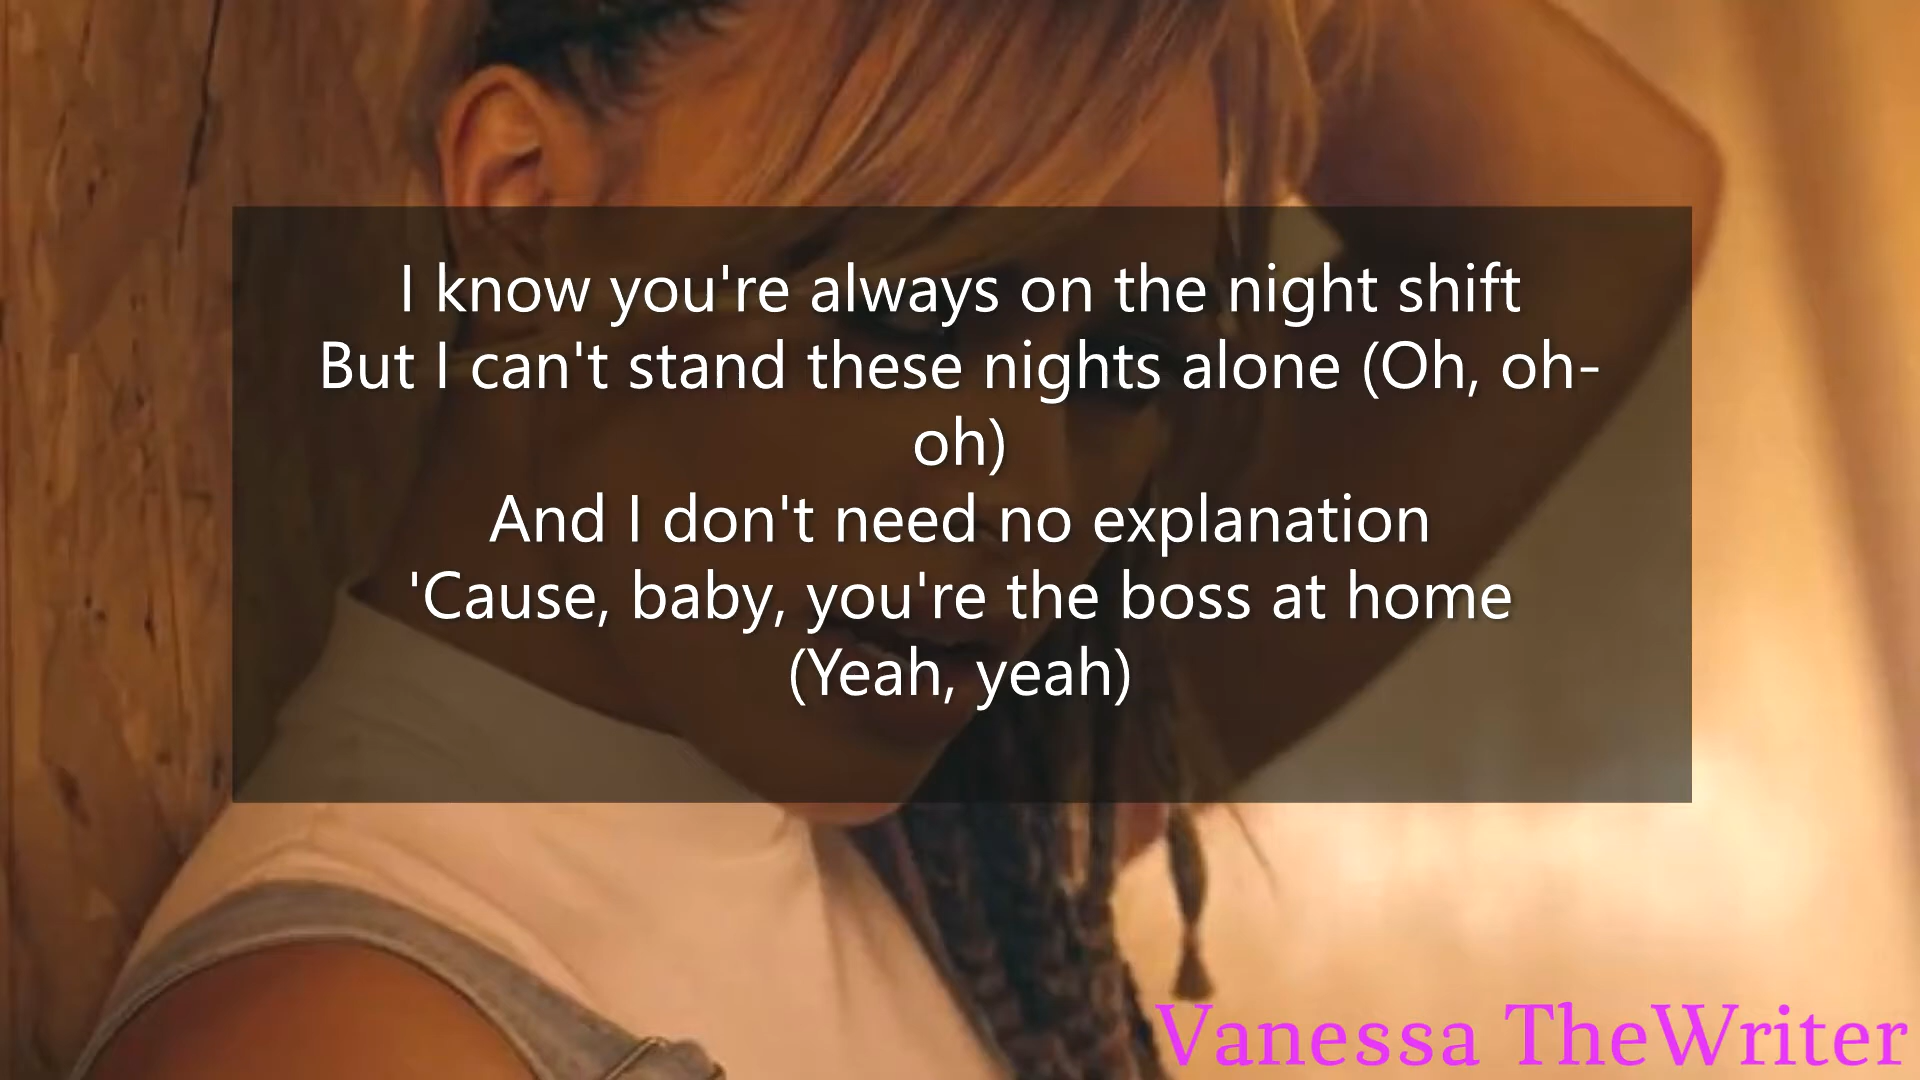 I know you're always on the night shift
But I can't stand these nights alone (Oh, oh-
oh)
And I don't need no explanation
'Cause, baby, you're the boss at home
(Yeah, yeah)
Vanessa TheWriter